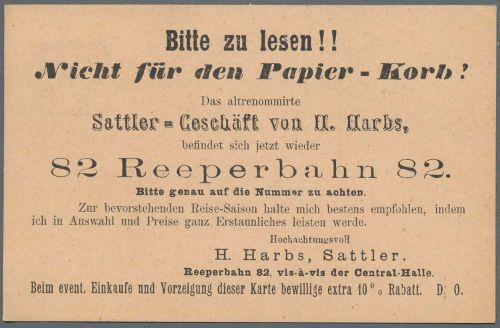 Bitte zu lesen!!
Nicht für den Papier-Korb!
Das altrenommirte
Sattler-Geschäft von H. Harbs,
befindet sich jetzt wieder
82 Reeperbahn 82.
Bitte genau auf die Nummer zu achten.
Zur bevorstehenden Reise-Saison halte mich bestens empfohlen, indem
ich in Auswahl und Preise ganz Erstaunliches leisten werde.
Hochachtungsvoll
H. Harbs, Sattler.
Reeperbahn 82, vis-à-vis der Central-Halle.
Beim event. Einkaufe und Vorzeigung dieser Karte bewillige extra 10% Rabatt. D. O.